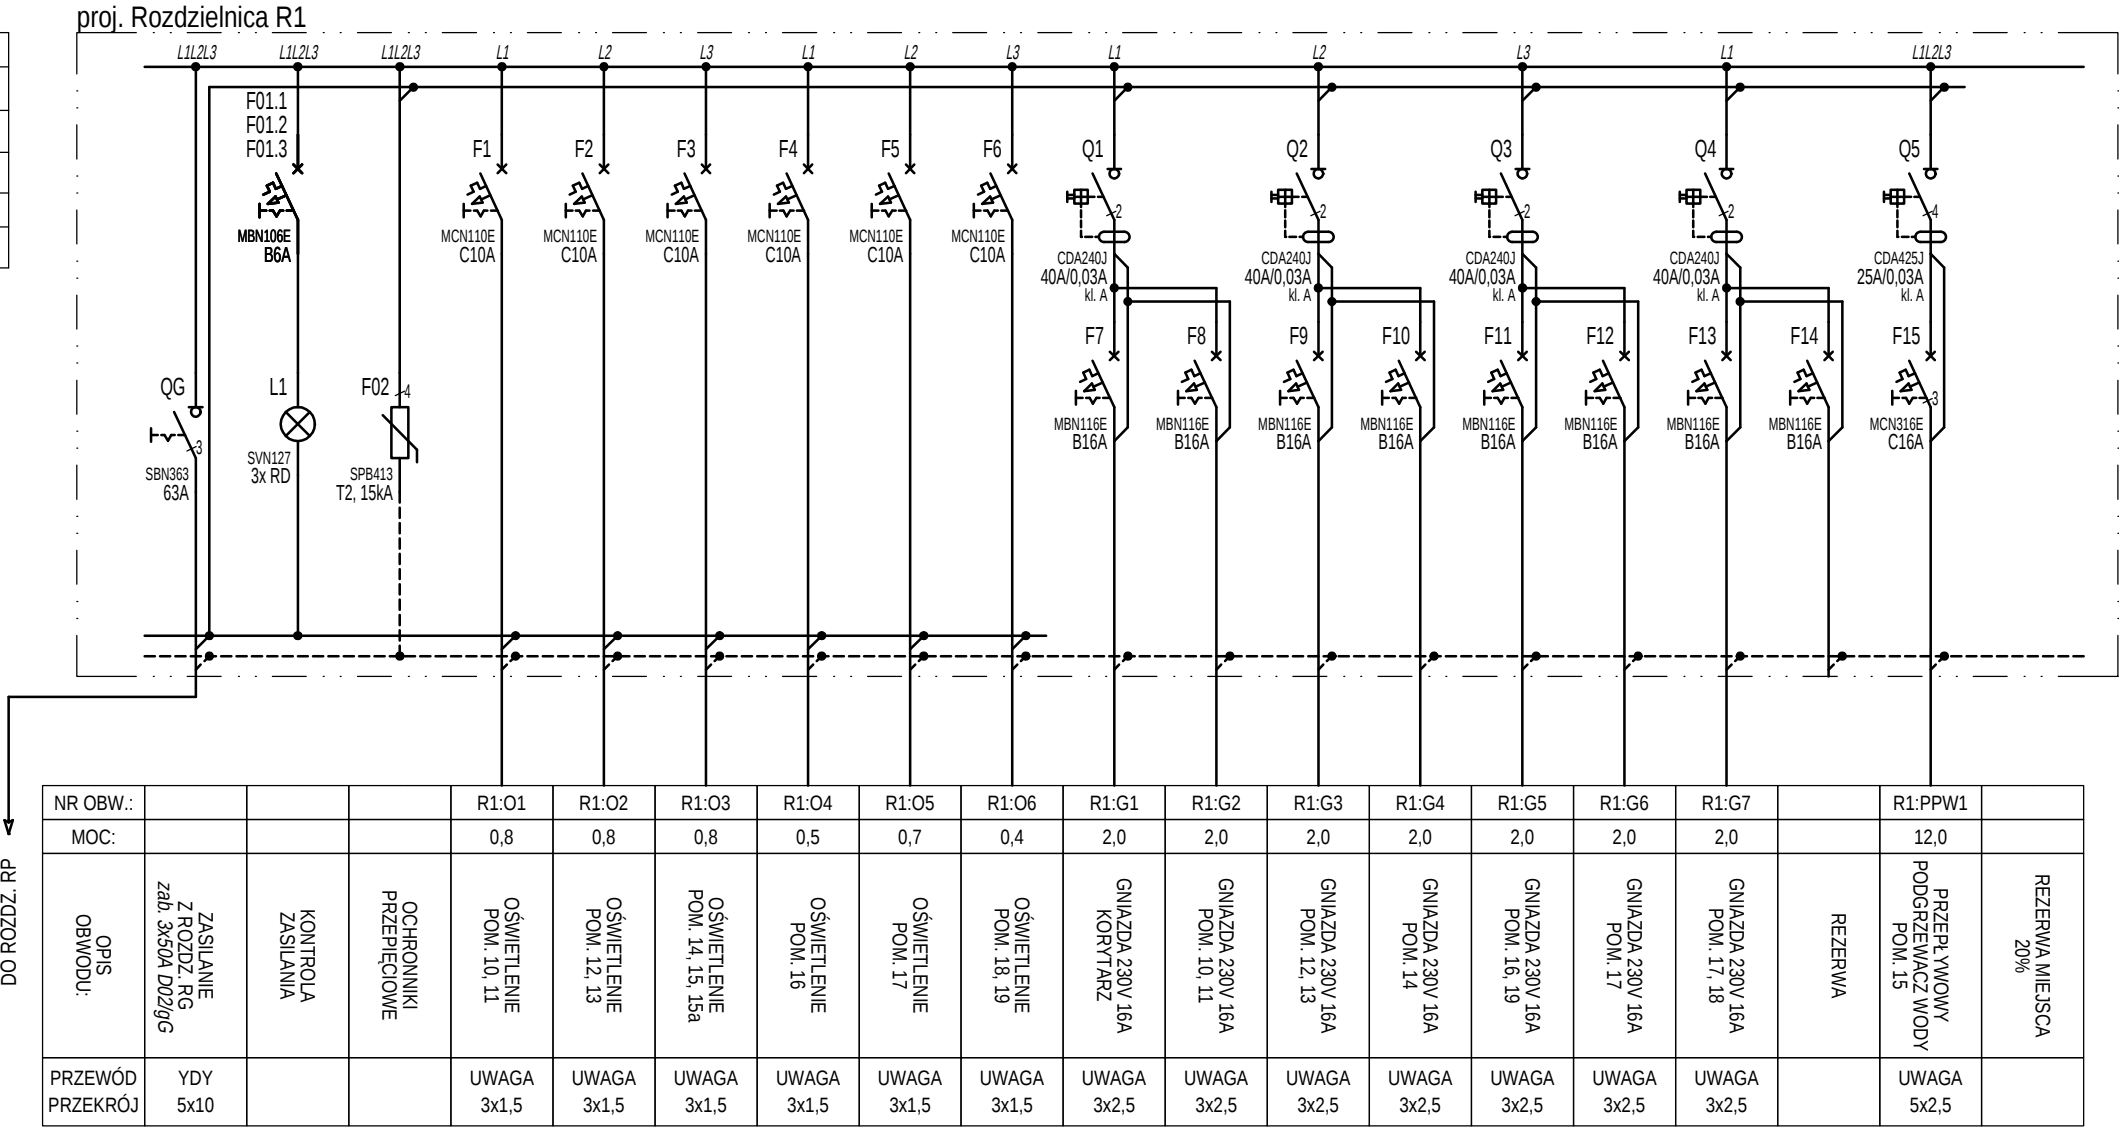 proj. Rozdzielnica R1
L1L2L3 L1L2L3 L1L2L3 L1 L2 L3 L1 L2 L3 L1 L2 L3 L1 L1L2L3
F01.1
F01.2
F01.3 F1 F2 F3 F4 F5 F6 Q1 Q2 Q3 Q4 Q5
2 2 2 2 4
MBN106E MCN110E MCN110E MCN110E MCN110E MCN110E MCN110E
B6A C10A C10A C10A C10A C10A C10A
CDA240J CDA240J CDA240J CDA240J CDA425J
40A/0,03A 40A/0,03A 40A/0,03A 40A/0,03A 25A/0,03A
kl. A kl. A kl. A kl. A kl. A
F7 F8 F9 F10 F11 F12 F13 F14 F15
QG L1 F02 4
3
MBN116E MBN116E MBN116E MBN116E MBN116E MBN116E MBN116E MBN116E MCN316E
B16A B16A B16A B16A B16A B16A B16A B16A C16A
3
SBN363 SVN127 SPB413
63A 3x RD T2, 15kA
DO ROZDZ. RP
NR OBW.: R1:O1 R1:O2 R1:O3 R1:O4 R1:O5 R1:O6 R1:G1 R1:G2 R1:G3 R1:G4 R1:G5 R1:G6 R1:G7 R1:PPW1
MOC: 0,8 0,8 0,8 0,5 0,7 0,4 2,0 2,0 2,0 2,0 2,0 2,0 2,0 12,0
OPIS
OBWODU:
ZASILANIE
Z ROZDZ. RG
zab. 3x50A D02/gG
KONTROLA
ZASILANIA
OCHRONNIKI
PRZEPIĘCIOWE
OŚWIETLENIE
POM. 10, 11
OŚWIETLENIE
POM. 12, 13
OŚWIETLENIE
POM. 14, 15, 15a
OŚWIETLENIE
POM. 16
OŚWIETLENIE
POM. 17
OŚWIETLENIE
POM. 18, 19
GNIAZDA 230V 16A
KORYTARZ
GNIAZDA 230V 16A
POM. 10, 11
GNIAZDA 230V 16A
POM. 12, 13
GNIAZDA 230V 16A
POM. 14
GNIAZDA 230V 16A
POM. 16, 19
GNIAZDA 230V 16A
POM. 17
GNIAZDA 230V 16A
POM. 17, 18
REZERWA
PRZEPŁYWOWY
PODGRZEWACZ WODY
POM. 15
REZERWA MIEJSCA
20%
PRZEWÓD YDY UWAGA UWAGA UWAGA UWAGA UWAGA UWAGA UWAGA UWAGA UWAGA UWAGA UWAGA UWAGA UWAGA UWAGA
PRZEKRÓJ 5x10 3x1,5 3x1,5 3x1,5 3x1,5 3x1,5 3x1,5 3x2,5 3x2,5 3x2,5 3x2,5 3x2,5 3x2,5 3x2,5 5x2,5